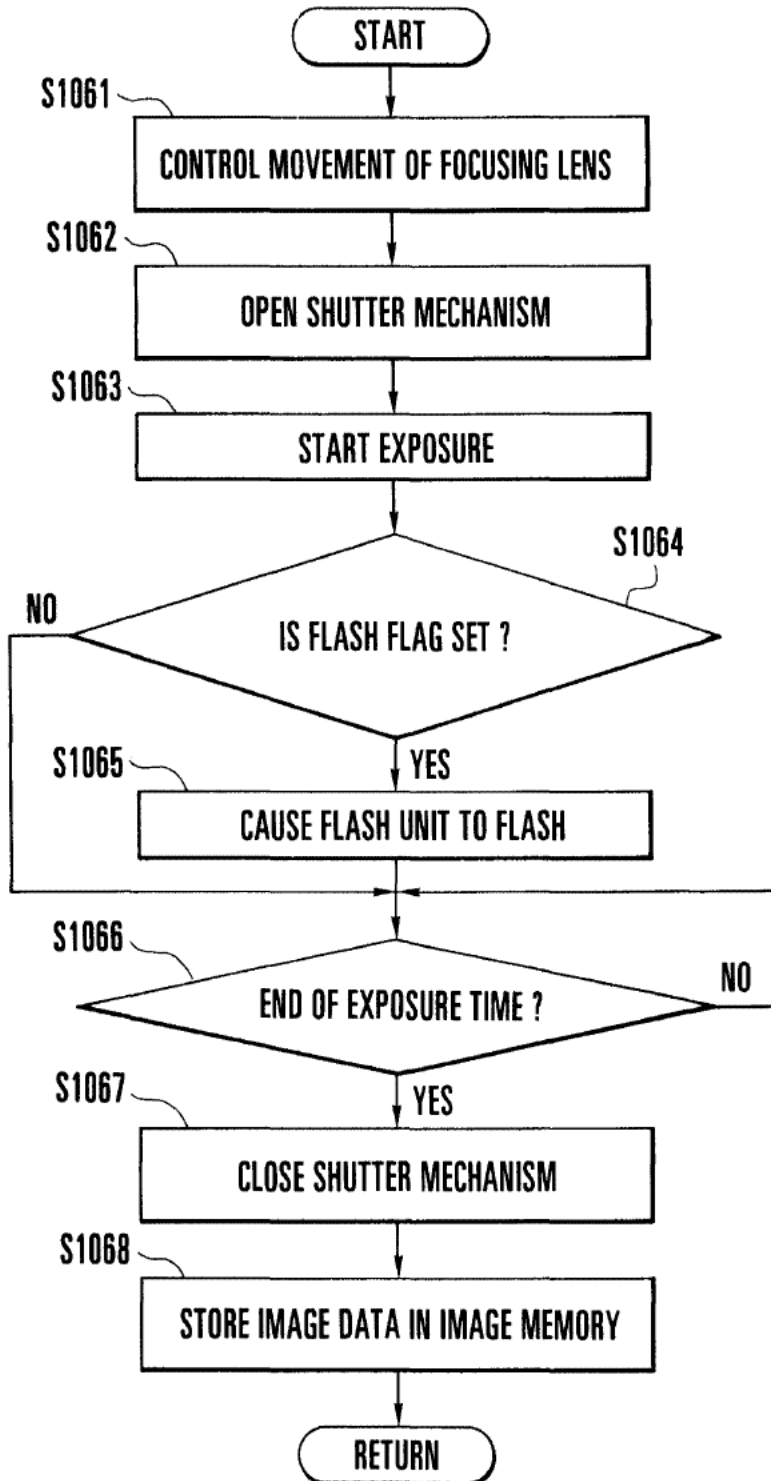 START
S1061
CONTROL MOVEMENT OF FOCUSING LENS
S1062
OPEN SHUTTER MECHANISM
S1063
START EXPOSURE
S1064
NO
IS FLASH FLAG SET ?
YES
S1065
CAUSE FLASH UNIT TO FLASH
S1066
NO
END OF EXPOSURE TIME ?
YES
S1067
CLOSE SHUTTER MECHANISM
S1068
STORE IMAGE DATA IN IMAGE MEMORY
RETURN